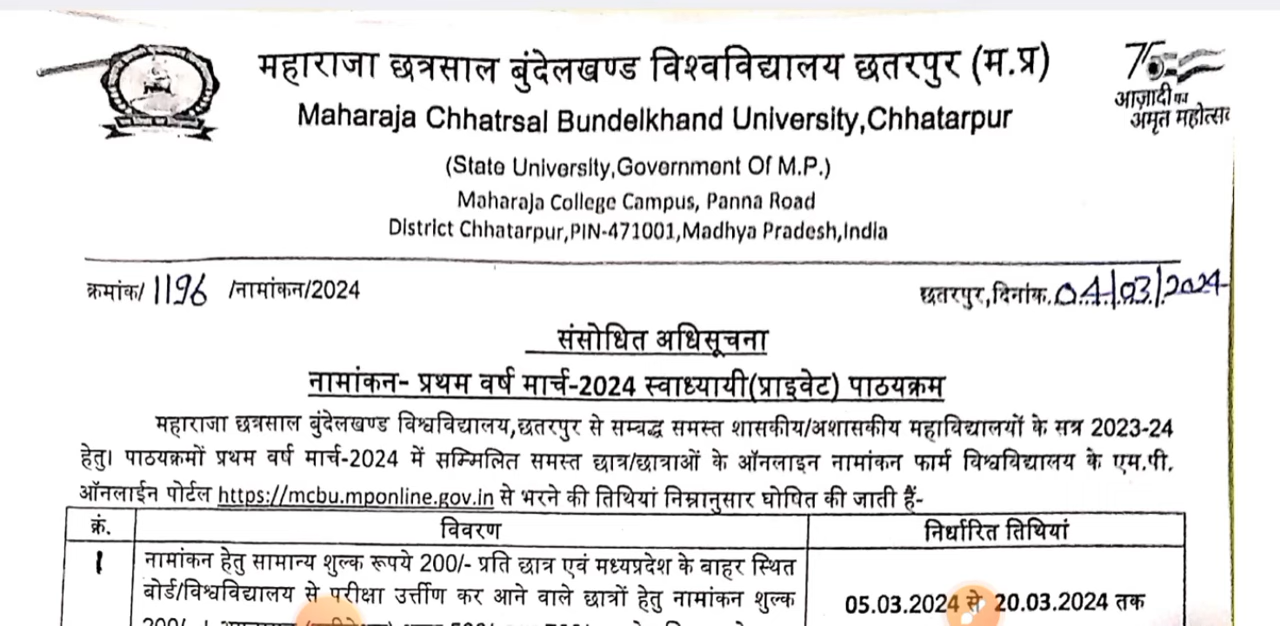 महाराजा छत्रसाल बुंदेलखण्ड विश्वविद्यालय छतरपुर (म.प्र)
आज़ादी का
अमृत महोत्सव
Maharaja Chhatrsal Bundelkhand University,Chhatarpur
(State University,Government Of M.P.)
Maharaja College Campus, Panna Road
District Chhatarpur,PIN-471001,Madhya Pradesh,India
क्रमांक/ 1196 /नामांकन/2024 छतरपुर,दिनांक. 04/03/2024
संसोधित अधिसूचना
नामांकन- प्रथम वर्ष मार्च-2024 स्वाध्यायी(प्राइवेट) पाठयक्रम
महाराजा छत्रसाल बुंदेलखण्ड विश्वविद्यालय,छतरपुर से सम्बद्ध समस्त शासकीय/अशासकीय महाविद्यालयों के सत्र 2023-24
हेतु। पाठयक्रमों प्रथम वर्ष मार्च-2024 में सम्मिलित समस्त छात्र/छात्राओं के ऑनलाइन नामांकन फार्म विश्वविद्यालय के एम.पी.
ऑनलाईन पोर्टल https://mcbu.mponline.gov.in से भरने की तिथियां निम्नानुसार घोषित की जाती हैं-
क्रं. विवरण निर्धारित तिथियां
1 नामांकन हेतु सामान्य शुल्क रूपये 200/- प्रति छात्र एवं मध्यप्रदेश के बाहर स्थित
बोर्ड/विश्वविद्यालय से परीक्षा उर्त्तीण कर आने वाले छात्रों हेतु नामांकन शुल्क
05.03.2024 से 20.03.2024 तक